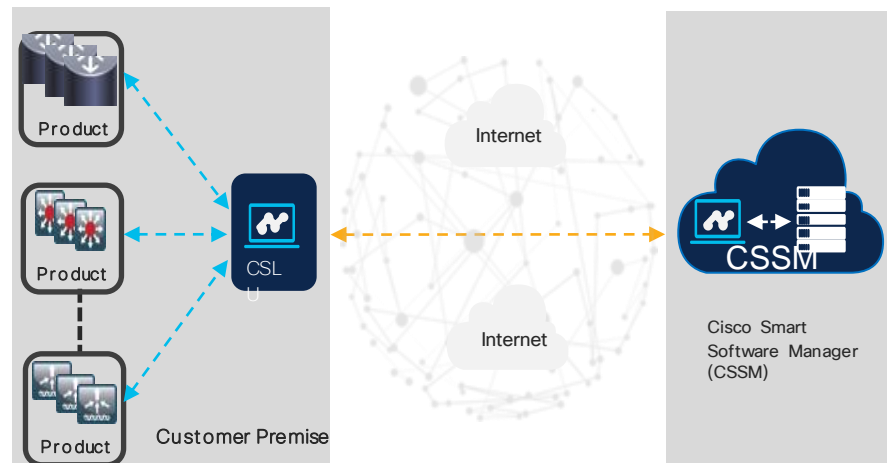 Product
Product
Product
CSL
U
Customer Premise
Internet
Internet
CSSM
Cisco Smart
Software Manager
(CSSM)